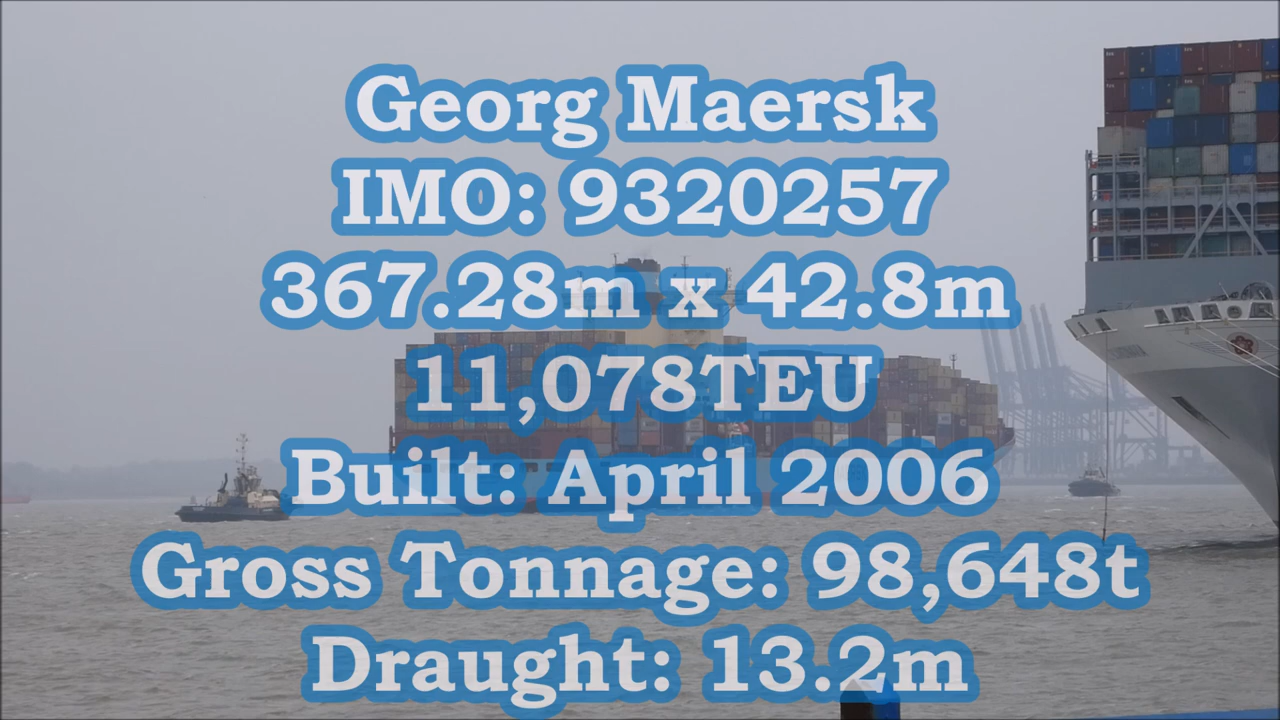 Georg Maersk
IMO: 9320257
367.28m x 42.8m
11,078TEU
Built: April 2006
Gross Tonnage: 98,648t
Draught: 13.2m